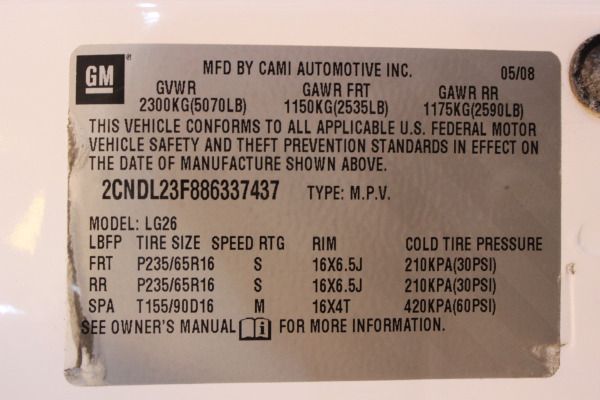 GM ®
MFD BY CAMI AUTOMOTIVE INC. 05/08
GVWR GAWR FRT GAWR RR
2300KG(5070LB) 1150KG(2535LB) 1175KG(2590LB)
THIS VEHICLE CONFORMS TO ALL APPLICABLE U.S. FEDERAL MOTOR
VEHICLE SAFETY AND THEFT PREVENTION STANDARDS IN EFFECT ON
THE DATE OF MANUFACTURE SHOWN ABOVE.
2CNDL23F886337437 TYPE: M.P.V.
MODEL: LG26
LBFP TIRE SIZE SPEED RTG RIM COLD TIRE PRESSURE
FRT P235/65R16 S 16X6.5J 210KPA(30PSI)
RR P235/65R16 S 16X6.5J 210KPA(30PSI)
SPA T155/90D16 M 16X4T 420KPA(60PSI)
SEE OWNER'S MANUAL i FOR MORE INFORMATION.